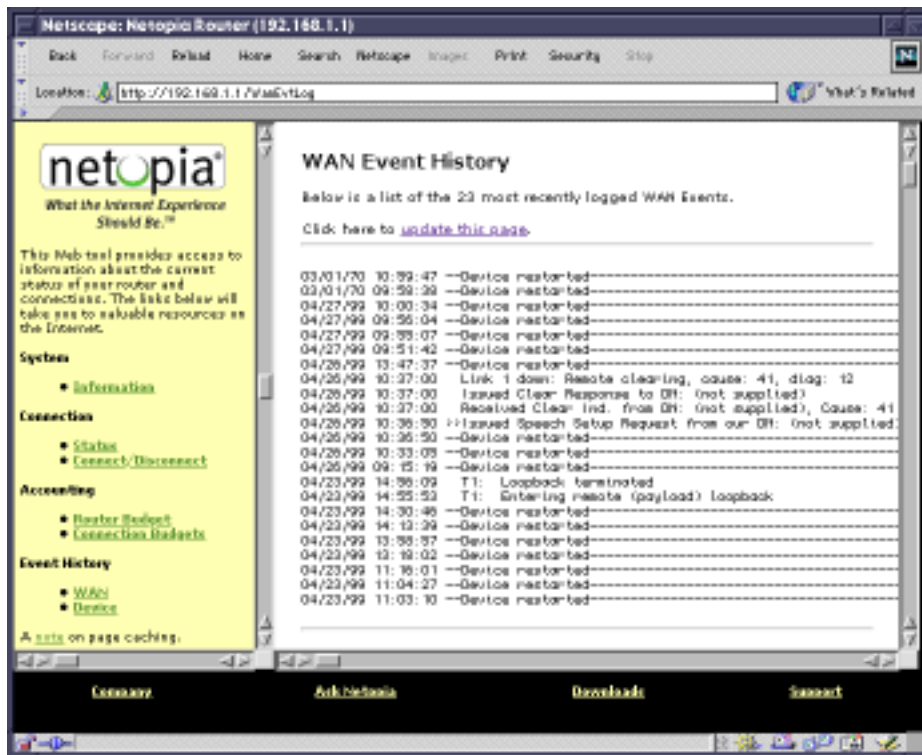 Netscape: Netopia Router (192.168.1.1)
Back Forward Reload Home Search Netscape Images Print Security Stop
Location: http://192.168.1.1/WanEvtLog What's Related
netopia
What the Internet Experience
Should Be.™
This Web tool provides access to
information about the current
status of your router and
connections. The links below will
take you to valuable resources on
the Internet.
System
Information
Connection
Status
Connect/Disconnect
Accounting
Router Budget
Connection Budgets
Event History
WAN
Device
A note on page caching.
WAN Event History
Below is a list of the 23 most recently logged WAN Events.
Click here to update this page.
03/01/70 10:59:47 --Device restarted
03/01/70 09:58:38 --Device restarted
04/27/99 10:00:34 --Device restarted
04/27/99 09:56:04 --Device restarted
04/27/99 09:55:07 --Device restarted
04/27/99 09:51:42 --Device restarted
04/26/99 13:47:37 --Device restarted
04/26/99 10:37:00 Link 1 down: Remote clearing, cause: 41, diag: 12
04/26/99 10:37:00 Issued Clear Response to DN: (not supplied)
04/26/99 10:37:00 Received Clear Ind. from DN: (not supplied), Cause: 41
04/26/99 10:36:50 >>Issued Speech Setup Request from our DN: (not supplied)
04/26/99 10:36:50 --Device restarted
04/26/99 10:33:05 --Device restarted
04/26/99 09:15:19 --Device restarted
04/23/99 14:56:09 T1: Loopback terminated
04/23/99 14:55:53 T1: Entering remote (payload) loopback
04/23/99 14:30:46 --Device restarted
04/23/99 14:13:39 --Device restarted
04/23/99 13:58:57 --Device restarted
04/23/99 13:18:02 --Device restarted
04/23/99 11:16:01 --Device restarted
04/23/99 11:04:27 --Device restarted
04/23/99 11:03:10 --Device restarted
Company Ask Netopia Downloads Support